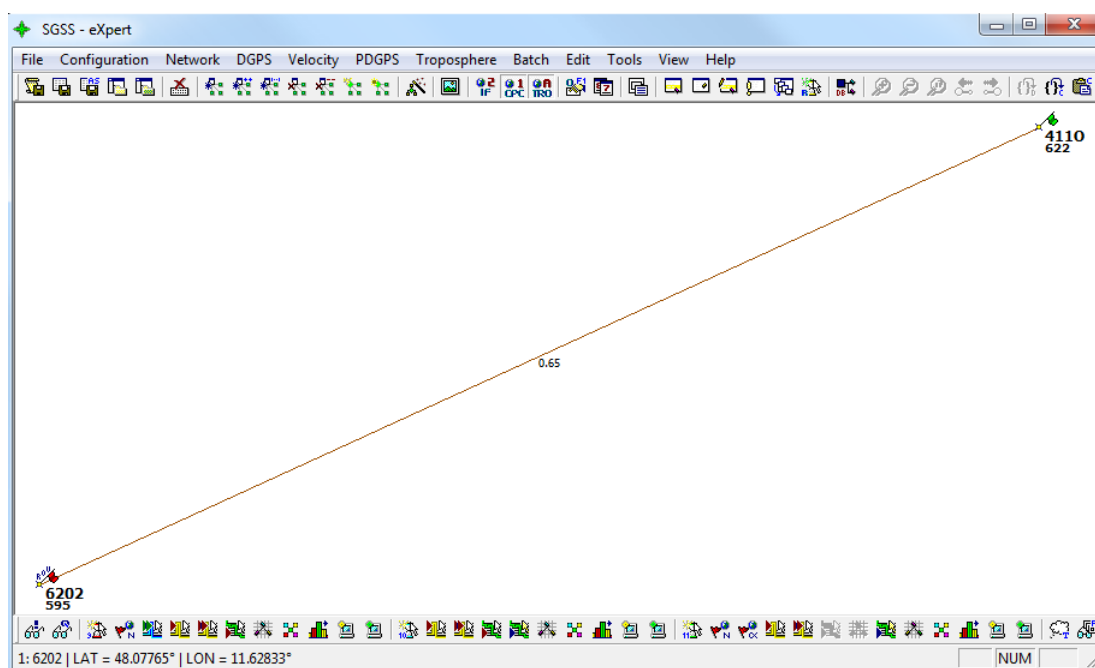 SGSS - eXpert
File Configuration Network DGPS Velocity PDGPS Troposphere Batch Edit Tools View Help
4110
622
0.65
6202
595
1: 6202 | LAT = 48.07765° | LON = 11.62833°
NUM